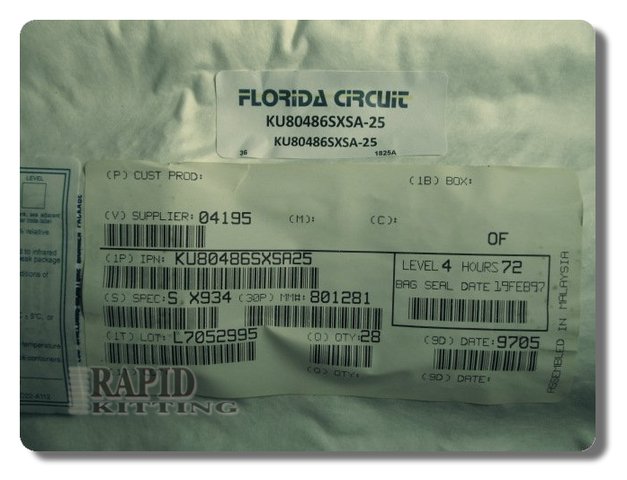 FLORIDA CIRCUIT
KU80486SXSA-25
KU80486SXSA-25
36 1825A
LEVEL
(P) CUST PROD:
(1B) BOX:
(V) SUPPLIER: 04195 (M): (C):
OF
(1P) IPN: KU80486SXSA25
LEVEL 4 HOURS 72
BAG SEAL DATE 19FEB97
(S) SPEC: S X934 (30P) MM#: 801281
(1T) LOT: L7052995 (Q) QTY: 28 (9D) DATE: 9705
(Q) QTY: (9D) DATE:
ASSEMBLED IN MALAYSIA
RAPID
KITTING